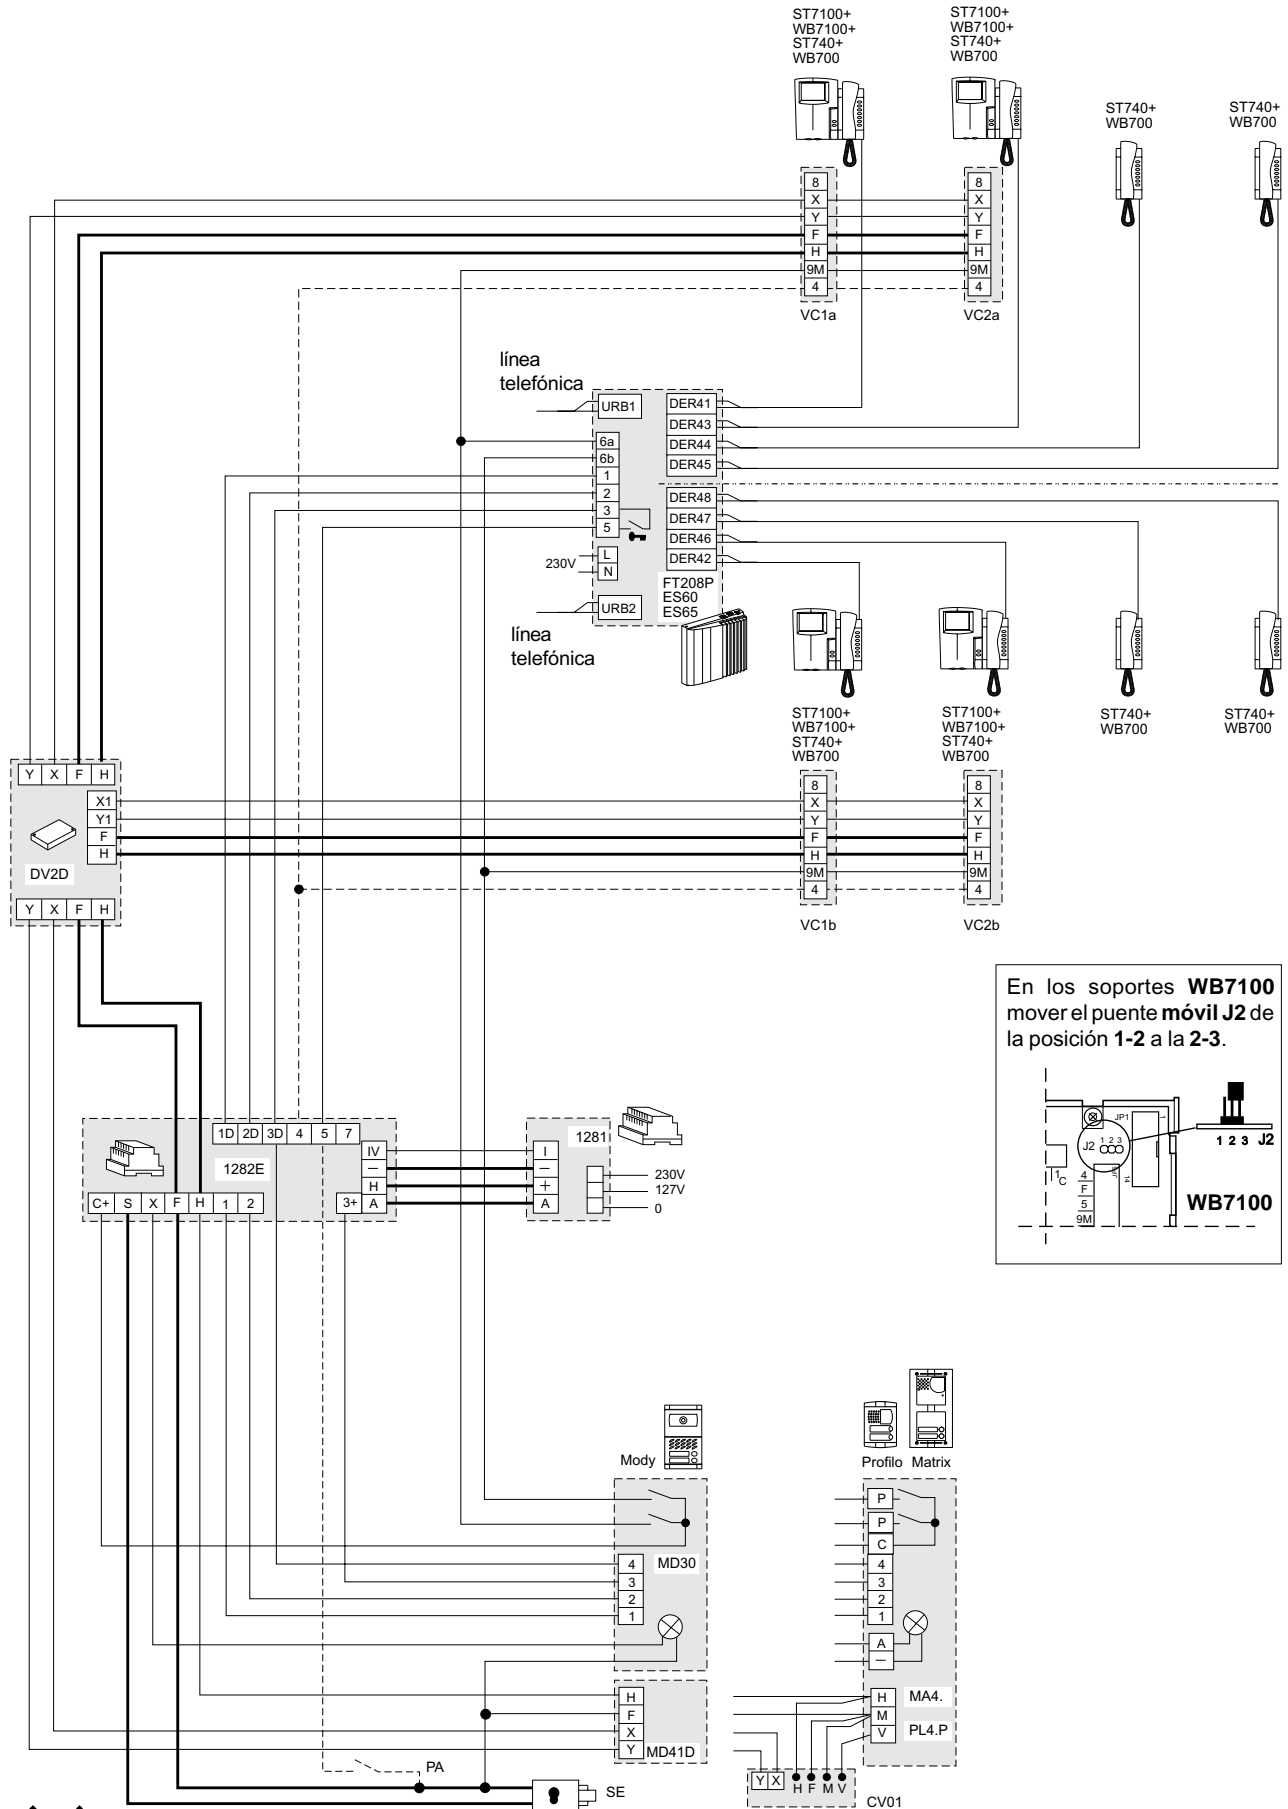 ST7100+
WB7100+
ST740+
WB700
ST7100+
WB7100+
ST740+
WB700
ST740+
WB700
ST740+
WB700
8
X
Y
F
H
9M
4
VC1a
8
X
Y
F
H
9M
4
VC2a
línea
telefónica
URB1
6a
6b
1
2
3
5
230V
L
N
URB2
línea
telefónica
DER41
DER43
DER44
DER45
DER48
DER47
DER46
DER42
FT208P
ES60
ES65
ST7100+
WB7100+
ST740+
WB700
ST7100+
WB7100+
ST740+
WB700
ST740+
WB700
ST740+
WB700
Y X F H
X1
Y1
F
H
DV2D
Y X F H
8
X
Y
F
H
9M
4
VC1b
8
X
Y
F
H
9M
4
VC2b
En los soportes WB7100
mover el puente móvil J2 de
la posición 1-2 a la 2-3.
JP1
1
J2
1 2 3
14
1 2 3 J2
C
4
F
5
9M
WB7100
1D 2D 3D 4 5 7
1282E
IV
–
H
3+ A
C+ S X F H 1 2
1281
I
–
+
A
230V
127V
0
Mody
MD30
4
3
2
1
H
F
X
Y
MD41D
Profilo Matrix
P
P
C
4
3
2
1
A
–
H
M
V
MA4.
PL4.P
Y X H F M V
CV01
PA
SE